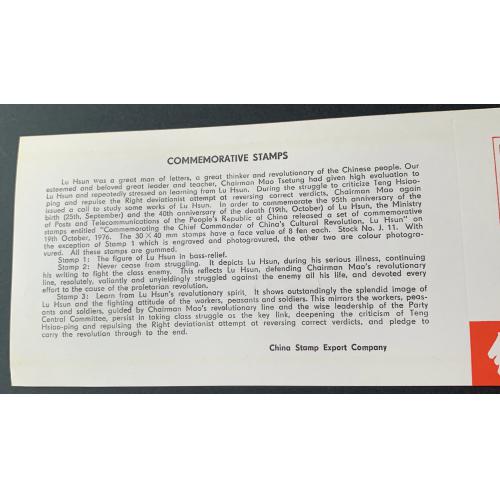 COMMEMORATIVE STAMPS
Lu Hsun was a great man of letters, a great thinker and revolutionary of the Chinese people. Our
esteemed and beloved great leader and teacher, Chairman Mao Tsetung had given high evaluation to
Lu Hsun and repeatedly stressed on learning from Lu Hsun. During the struggle to criticize Teng Hsiao-
ping and repulse the Right deviationist attempt at reversing correct verdicts, Chairman Mao again
issued a call to study some works of Lu Hsun. In order to commemorate the 95th anniversary of the
birth (25th, September) and the 40th anniversary of the death (19th, October) of Lu Hsun, the Ministry
of Posts and Telecommunications of the People's Republic of China released a set of commemorative
stamps entitled "Commemorating the Chief Commander of China's Cultural Revolution, Lu Hsun" on
19th October, 1976. The 30×40 mm stamps have a face value of 8 fen each. Stock No. J. 11. With
the exception of Stamp 1 which is engraved and photogravured, the other two are colour photogra-
vured. All these stamps are gummed.
Stamp 1: The figure of Lu Hsun in bass-relief.
Stamp 2: Never cease from struggling. It depicts Lu Hsun, during his serious illness, continuing
his writing to fight the class enemy. This reflects Lu Hsun, defending Chairman Mao's revolutionary
line, resolutely, valiantly and unyieldingly struggled against the enemy all his life, and devoted every
effort to the cause of the proletarian revolution.
Stamp 3: Learn from Lu Hsun's revolutionary spirit. It shows outstandingly the splendid image of
Lu Hsun and the fighting attitude of the workers, peasants and soldiers. This mirrors the workers, peas-
ants and soldiers, guided by Chairman Mao's revolutionary line and the wise leadership of the Party
Central Committee, persist in taking class struggle as the key link, deepening the criticism of Teng
Hsiao-ping and repulsing the Right deviationist attempt at reversing correct verdicts, and pledge to
carry the revolution through to the end.
China Stamp Export Company